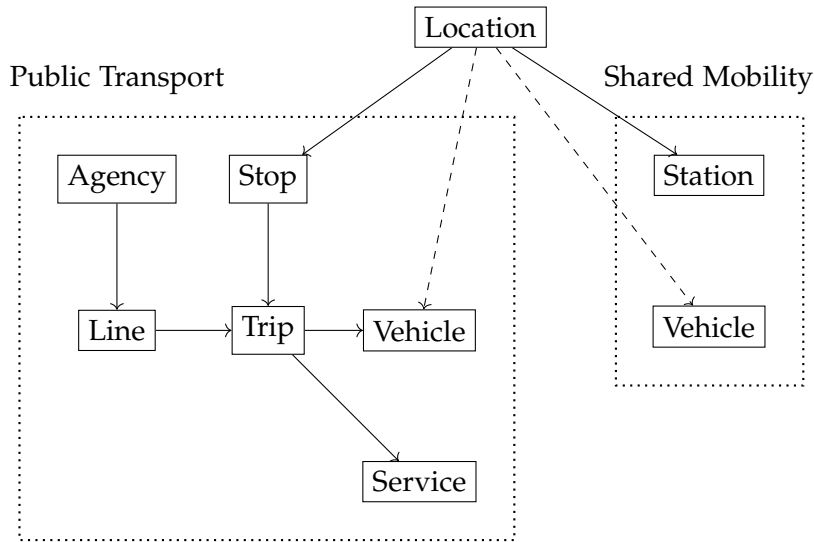 Location
Public Transport
Shared Mobility
Agency
Stop
Station
Line
Trip
Vehicle
Vehicle
Service